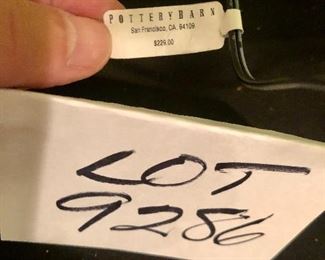 POTTERYBARN
San Francisco, CA. 94109
$229.00
LOT
9286